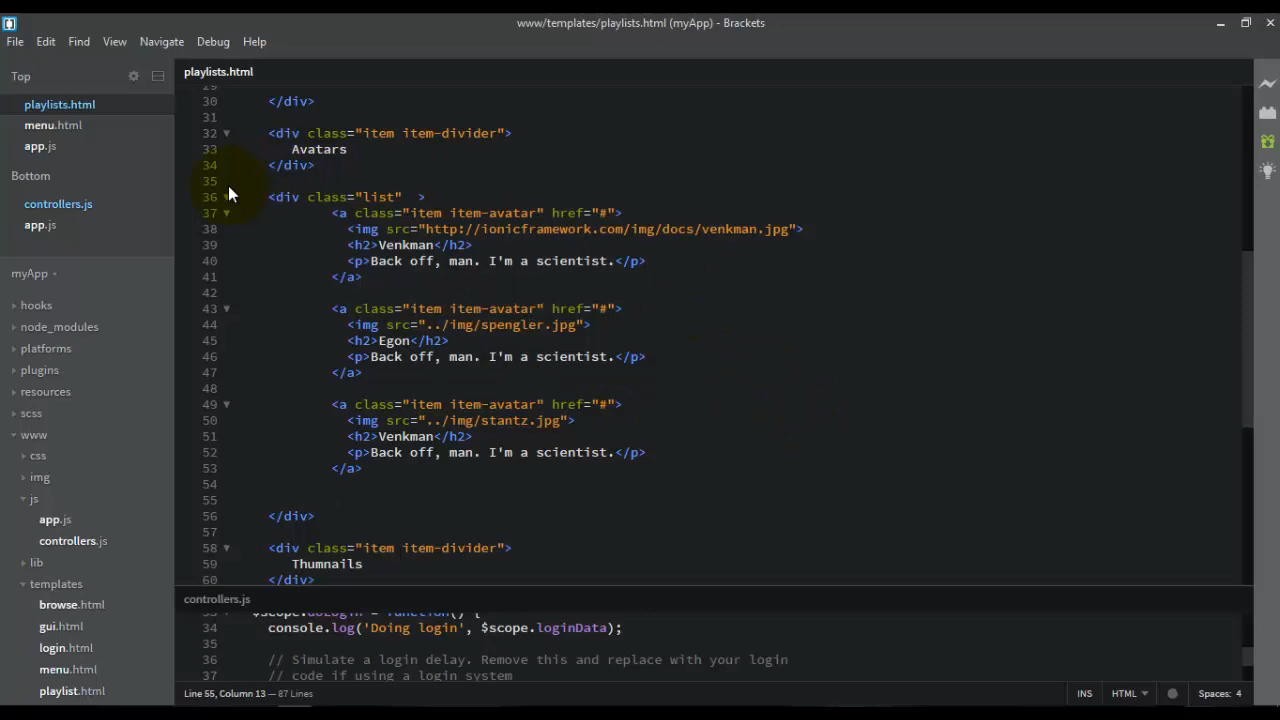 www/templates/playlists.html (myApp) - Brackets
File Edit Find View Navigate Debug Help
Top
playlists.html
menu.html
app.js
Bottom
controllers.js
app.js
myApp
hooks
node_modules
platforms
plugins
resources
scss
www
css
img
js
app.js
controllers.js
lib
templates
browse.html
gui.html
login.html
menu.html
playlist.html
playlists.html
29
30 </div>
31
32 <div class="item item-divider">
33 Avatars
34 </div>
35
36 <div class="list" >
37 <a class="item item-avatar" href="#">
38 <img src="http://ionicframework.com/img/docs/venkman.jpg">
39 <h2>Venkman</h2>
40 <p>Back off, man. I'm a scientist.</p>
41 </a>
42
43 <a class="item item-avatar" href="#">
44 <img src="../img/spengler.jpg">
45 <h2>Egon</h2>
46 <p>Back off, man. I'm a scientist.</p>
47 </a>
48
49 <a class="item item-avatar" href="#">
50 <img src="../img/stantz.jpg">
51 <h2>Venkman</h2>
52 <p>Back off, man. I'm a scientist.</p>
53 </a>
54
55
56 </div>
57
58 <div class="item item-divider">
59 Thumnails
60 </div>
controllers.js
33 $scope.doLogin = function() {
34 console.log('Doing login', $scope.loginData);
35
36 // Simulate a login delay. Remove this and replace with your login
37 // code if using a login system
Line 55, Column 13 — 87 Lines
INS HTML Spaces: 4